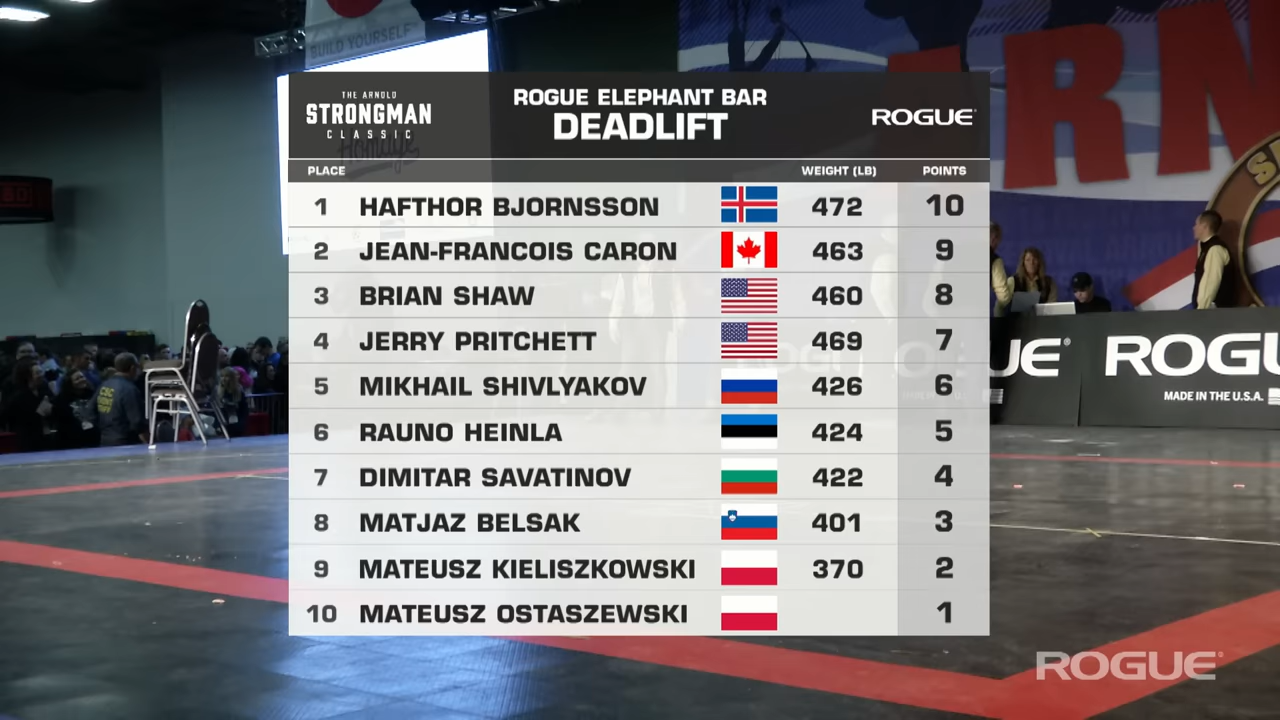 BUILD YOURSELF
THE ARNOLD
STRONGMAN
CLASSIC
ROGUE ELEPHANT BAR
DEADLIFT
ROGUE
PLACE WEIGHT (LB) POINTS
1 HAFTHOR BJORNSSON 472 10
2 JEAN-FRANCOIS CARON 463 9
3 BRIAN SHAW 460 8
4 JERRY PRITCHETT 469 7
5 MIKHAIL SHIVLYAKOV 426 6
6 RAUNO HEINLA 424 5
7 DIMITAR SAVATINOV 422 4
8 MATJAZ BELSAK 401 3
9 MATEUSZ KIELISZKOWSKI 370 2
10 MATEUSZ OSTASZEWSKI 1
ARN
UE ROGU
MADE IN THE U.S.A.
ROGUE